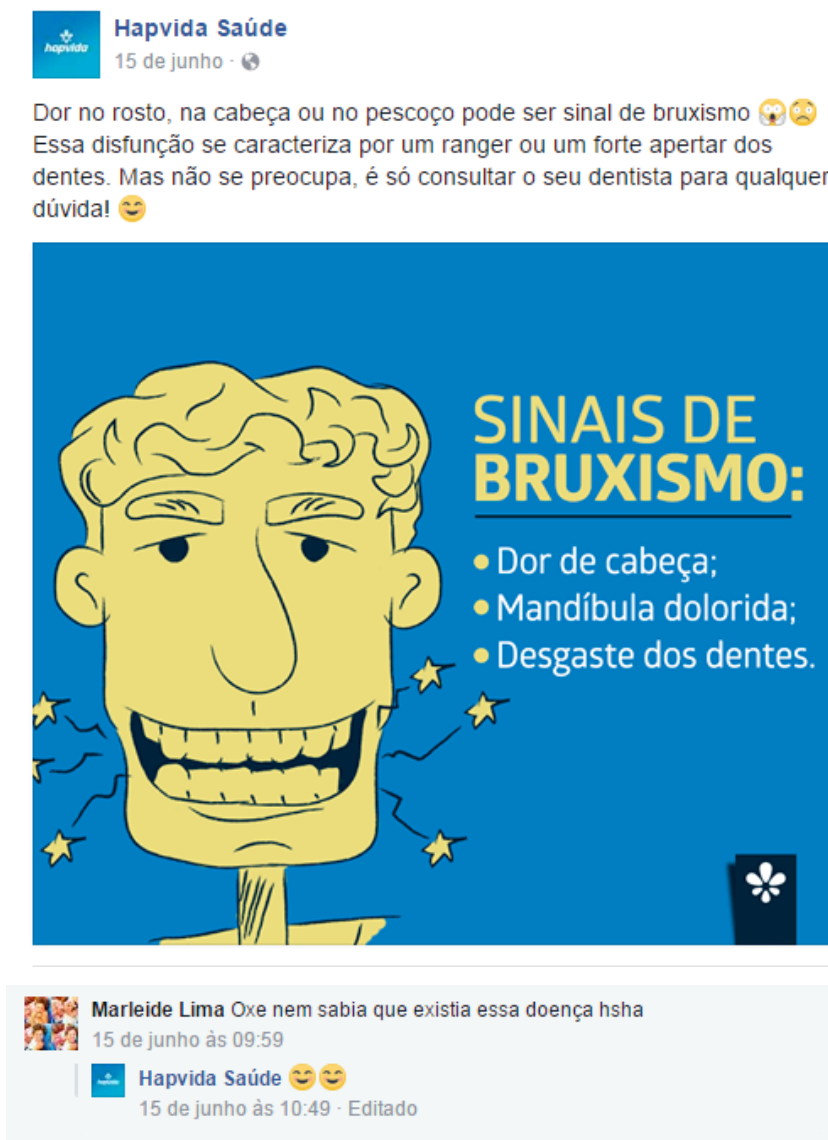 hapvida
Hapvida Saúde
15 de junho ·
Dor no rosto, na cabeça ou no pescoço pode ser sinal de bruxismo 😱😟
Essa disfunção se caracteriza por um ranger ou um forte apertar dos
dentes. Mas não se preocupa, é só consultar o seu dentista para qualquer
dúvida! 😊
SINAIS DE
BRUXISMO:
• Dor de cabeça;
• Mandíbula dolorida;
• Desgaste dos dentes.
Marleide Lima Oxe nem sabia que existia essa doença hsha
15 de junho às 09:59
Hapvida Saúde 😊😊
15 de junho às 10:49 · Editado